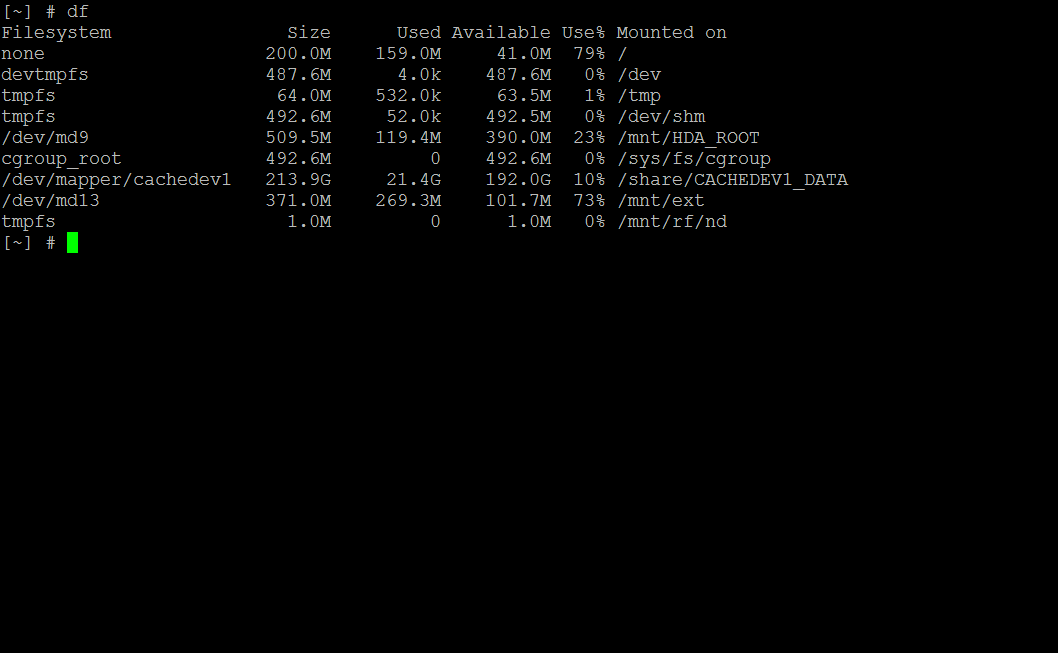 [~] # df
Filesystem                Size      Used Available Use% Mounted on
none                    200.0M    159.0M     41.0M  79% /
devtmpfs                487.6M      4.0k    487.6M   0% /dev
tmpfs                    64.0M    532.0k     63.5M   1% /tmp
tmpfs                   492.6M     52.0k    492.5M   0% /dev/shm
/dev/md9                509.5M    119.4M    390.0M  23% /mnt/HDA_ROOT
cgroup_root             492.6M         0    492.6M   0% /sys/fs/cgroup
/dev/mapper/cachedev1   213.9G     21.4G    192.0G  10% /share/CACHEDEV1_DATA
/dev/md13               371.0M    269.3M    101.7M  73% /mnt/ext
tmpfs                     1.0M         0      1.0M   0% /mnt/rf/nd
[~] #